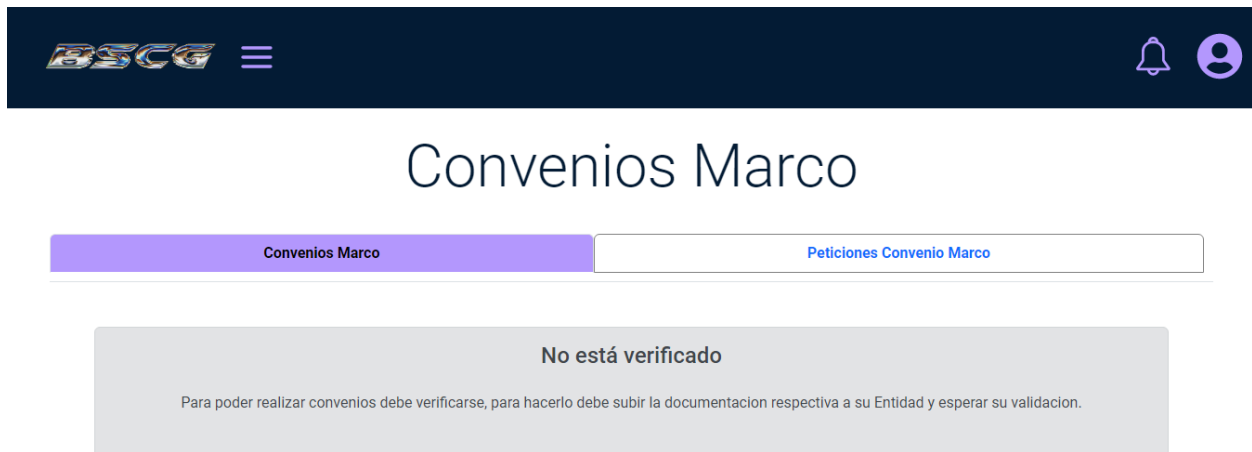 BSCG
Convenios Marco
Convenios Marco
Peticiones Convenio Marco
No está verificado
Para poder realizar convenios debe verificarse, para hacerlo debe subir la documentacion respectiva a su Entidad y esperar su validacion.